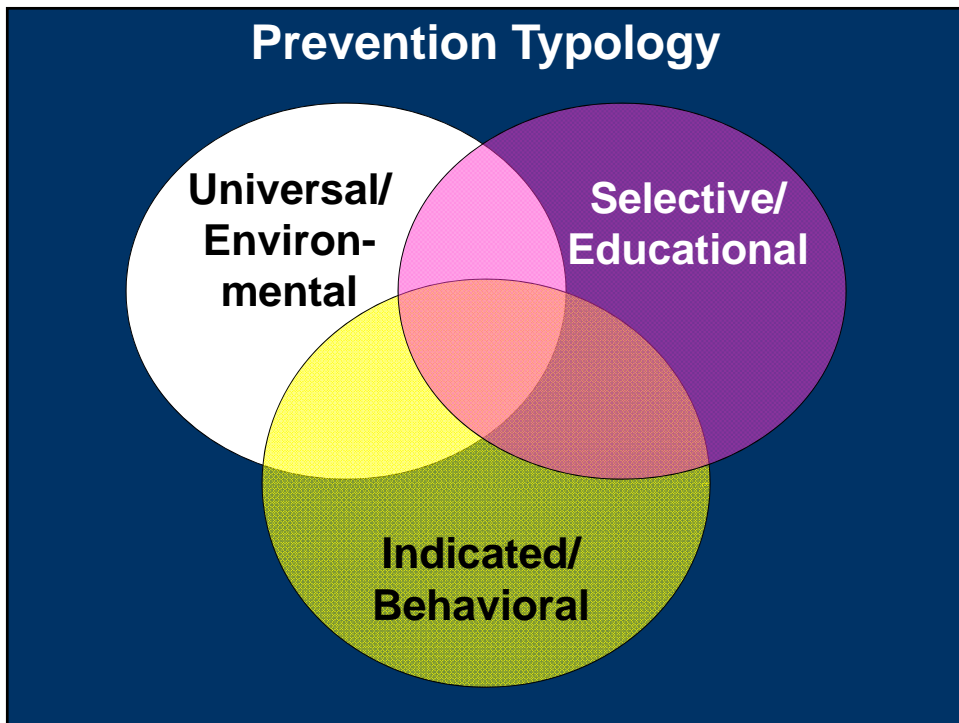 Prevention Typology
Universal/
Environ-
mental
Selective/
Educational
Indicated/
Behavioral